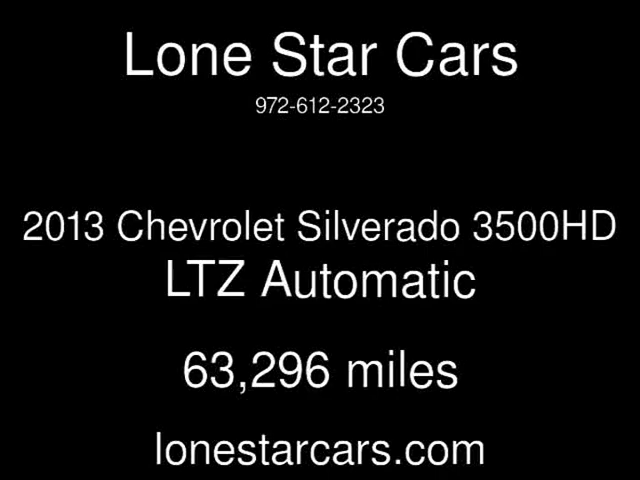 Lone Star Cars
972-612-2323
2013 Chevrolet Silverado 3500HD
LTZ Automatic
63,296 miles
lonestarcars.com